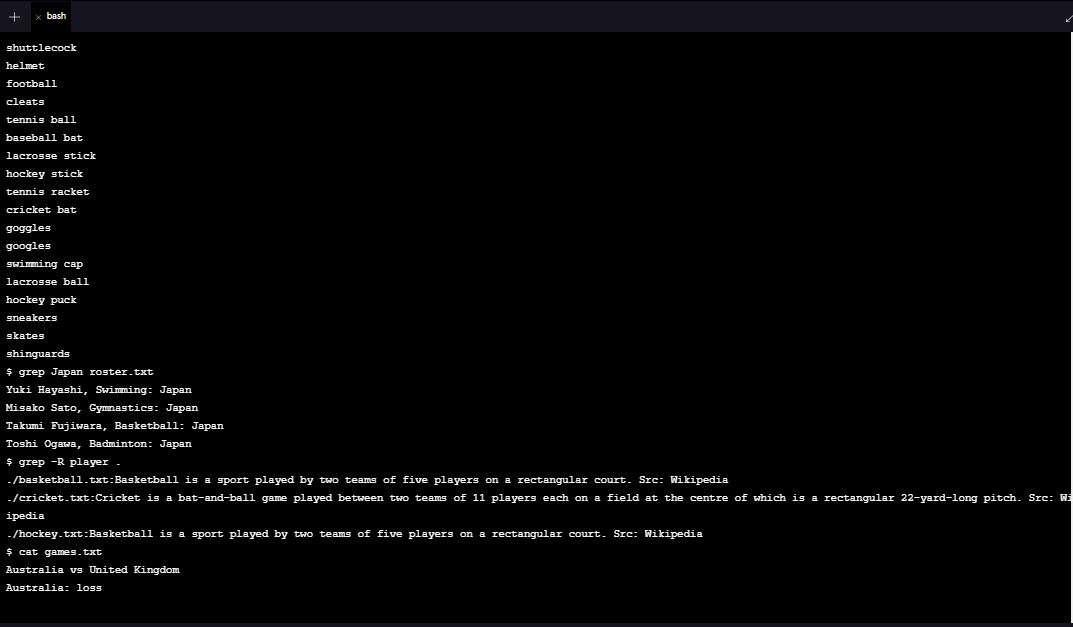 bash
shuttlecock
helmet
football
cleats
tennis ball
baseball bat
lacrosse stick
hockey stick
tennis racket
cricket bat
goggles
googles
swimming cap
lacrosse ball
hockey puck
sneakers
skates
shinguards
$ grep Japan roster.txt
Yuki Hayashi, Swimming: Japan
Misako Sato, Gymnastics: Japan
Takumi Fujiwara, Basketball: Japan
Toshi Ogawa, Badminton: Japan
$ grep -R player .
./basketball.txt:Basketball is a sport played by two teams of five players on a rectangular court. Src: Wikipedia
./cricket.txt:Cricket is a bat-and-ball game played between two teams of 11 players each on a field at the centre of which is a rectangular 22-yard-long pitch. Src: Wi
ipedia
./hockey.txt:Basketball is a sport played by two teams of five players on a rectangular court. Src: Wikipedia
$ cat games.txt
Australia vs United Kingdom
Australia: loss